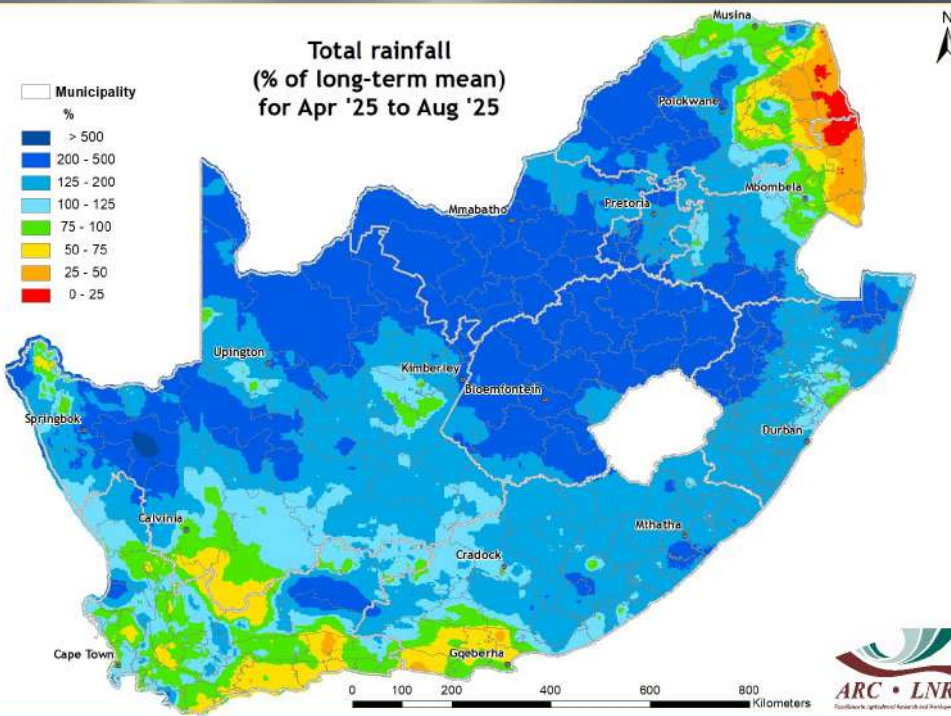 Total rainfall
(% of long-term mean)
for Apr '25 to Aug '25
N
Municipality
%
> 500
200 - 500
125 - 200
100 - 125
75 - 100
50 - 75
25 - 50
0 - 25
Musina
Polokwane
Mbombela
Pretoria
Mmabatho
Upington
Kimberley
Bloemfontein
Springbok
Durban
Calvinia
Mthatha
Cradock
Cape Town
Gqeberha
0 100 200 400 600 800
Kilometers
ARC • LNR